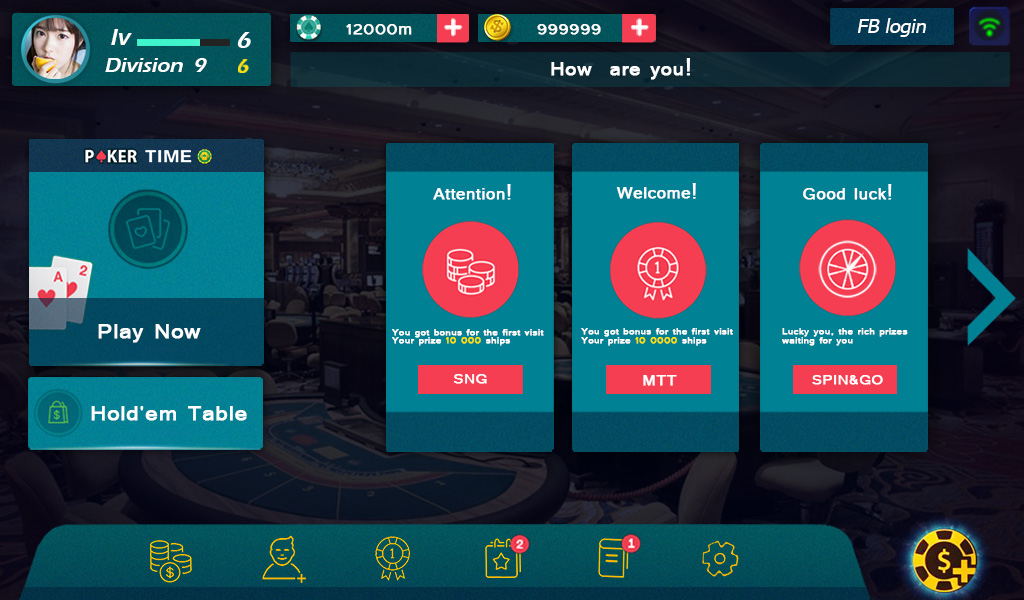 lv 6
Division 9 6
12000m
999999
FB login
How are you!
POKER TIME
A 2
Play Now
$ Hold'em Table
Attention!
You got bonus for the first visit
Your prize 10 000 ships
SNG
Welcome!
1
You got bonus for the first visit
Your prize 10 0000 ships
MTT
Good luck!
Lucky you, the rich prizes
waiting for you
SPIN&GO
$
1
2
1
$